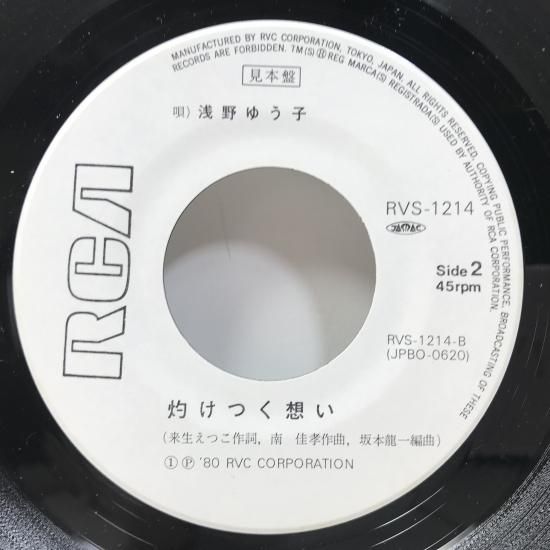 MANUFACTURED BY RVC CORPORATION, TOKYO, JAPAN. ALL RIGHTS RESERVED. COPYING PUBLIC PERFORMANCE, BROADCASTING OF THESE
RECORDS ARE FORBIDDEN. TM(S) Ⓡ REG MARCA(S) REGISTRADA(S) USED BY AUTHORITY OF RCA CORPORATION.
見本盤
唄) 浅野ゆう子
RCA
RVS-1214
JASRAC
Side 2
45rpm
RVS-1214-B
(JPBO-0620)
灼けつく想い
(来生えつこ作詞, 南 佳孝作曲, 坂本龍一編曲)
① Ⓟ '80 RVC CORPORATION